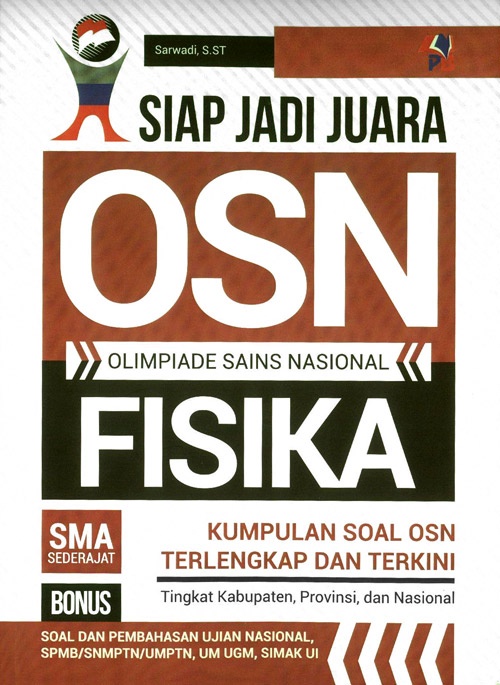 Sarwadi, S.ST
SIAP JADI JUARA
OSN
OLIMPIADE SAINS NASIONAL
FISIKA
SMA
SEDERAJAT
KUMPULAN SOAL OSN
TERLENGKAP DAN TERKINI
BONUS
Tingkat Kabupaten, Provinsi, dan Nasional
SOAL DAN PEMBAHASAN UJIAN NASIONAL,
SPMB/SNMPTN/UMPTN, UM UGM, SIMAK UI